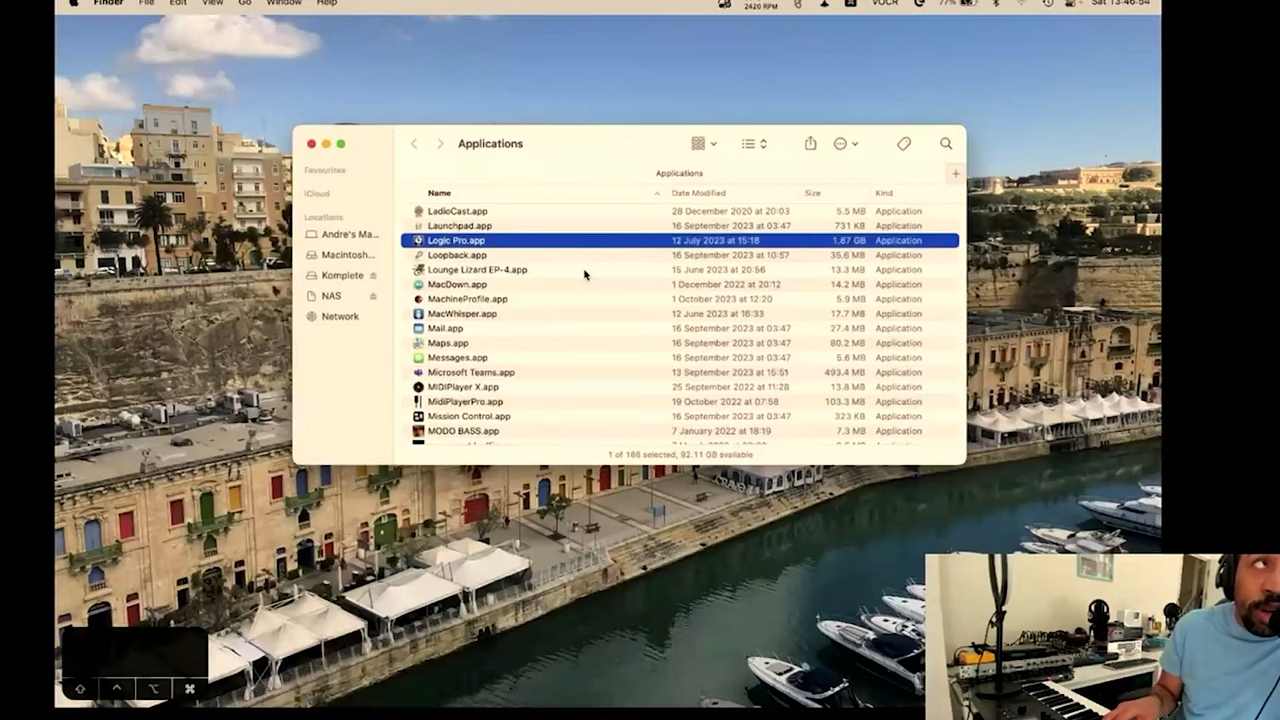 Finder File Edit View Go Window Help 2420 RPM VOCR 77% Sat 13:46:54
Applications
Favourites
iCloud
Locations
Andre's Ma...
Macintosh...
Komplete
NAS
Network
Applications
Name Date Modified Size Kind
LadioCast.app 28 December 2020 at 20:03 5.5 MB Application
Launchpad.app 16 September 2023 at 03:47 731 KB Application
Logic Pro.app 12 July 2023 at 15:18 1.87 GB Application
Loopback.app 16 September 2023 at 10:57 35.6 MB Application
Lounge Lizard EP-4.app 15 June 2023 at 20:56 13.3 MB Application
MacDown.app 1 December 2022 at 20:12 14.2 MB Application
MachineProfile.app 1 October 2023 at 12:20 5.9 MB Application
MacWhisper.app 12 June 2023 at 16:33 17.7 MB Application
Mail.app 16 September 2023 at 03:47 27.4 MB Application
Maps.app 16 September 2023 at 03:47 80.2 MB Application
Messages.app 16 September 2023 at 03:47 5.6 MB Application
Microsoft Teams.app 13 September 2023 at 15:51 493.4 MB Application
MIDIPlayer X.app 25 September 2022 at 11:28 13.8 MB Application
MidiPlayerPro.app 19 October 2022 at 07:58 103.3 MB Application
Mission Control.app 16 September 2023 at 03:47 323 KB Application
MODO BASS.app 7 January 2022 at 18:19 7.3 MB Application
1 of 186 selected, 92.11 GB available